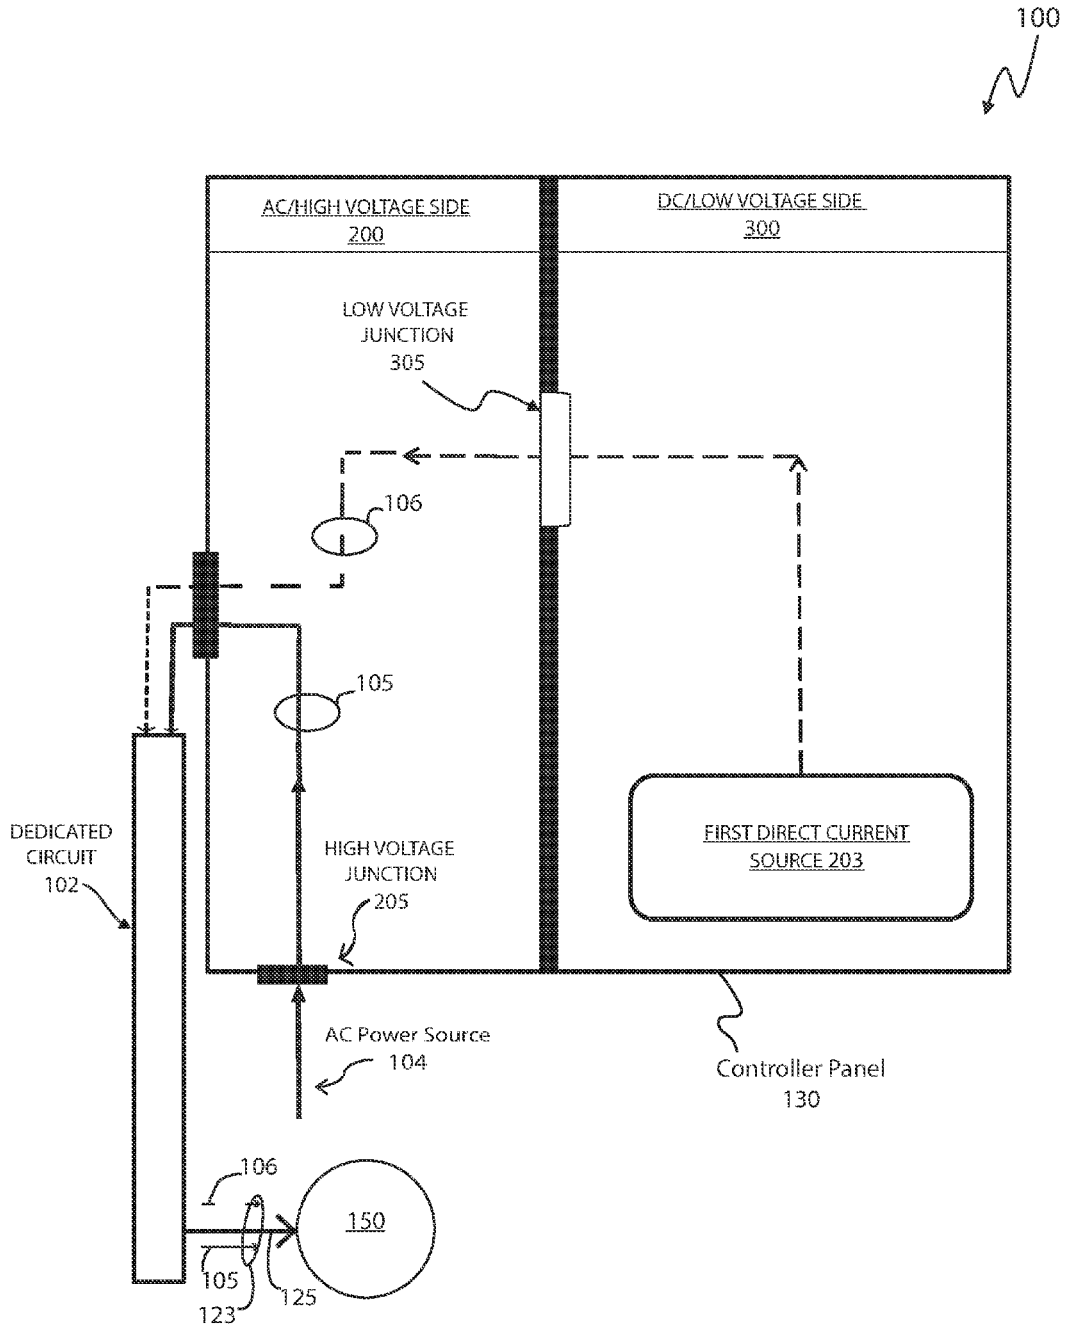 100
AC/HIGH VOLTAGE SIDE
200
DC/LOW VOLTAGE SIDE
300
LOW VOLTAGE
JUNCTION
305
106
105
DEDICATED
CIRCUIT
102
HIGH VOLTAGE
JUNCTION
205
FIRST DIRECT CURRENT
SOURCE 203
AC Power Source
104
Controller Panel
130
106
150
105
125
123